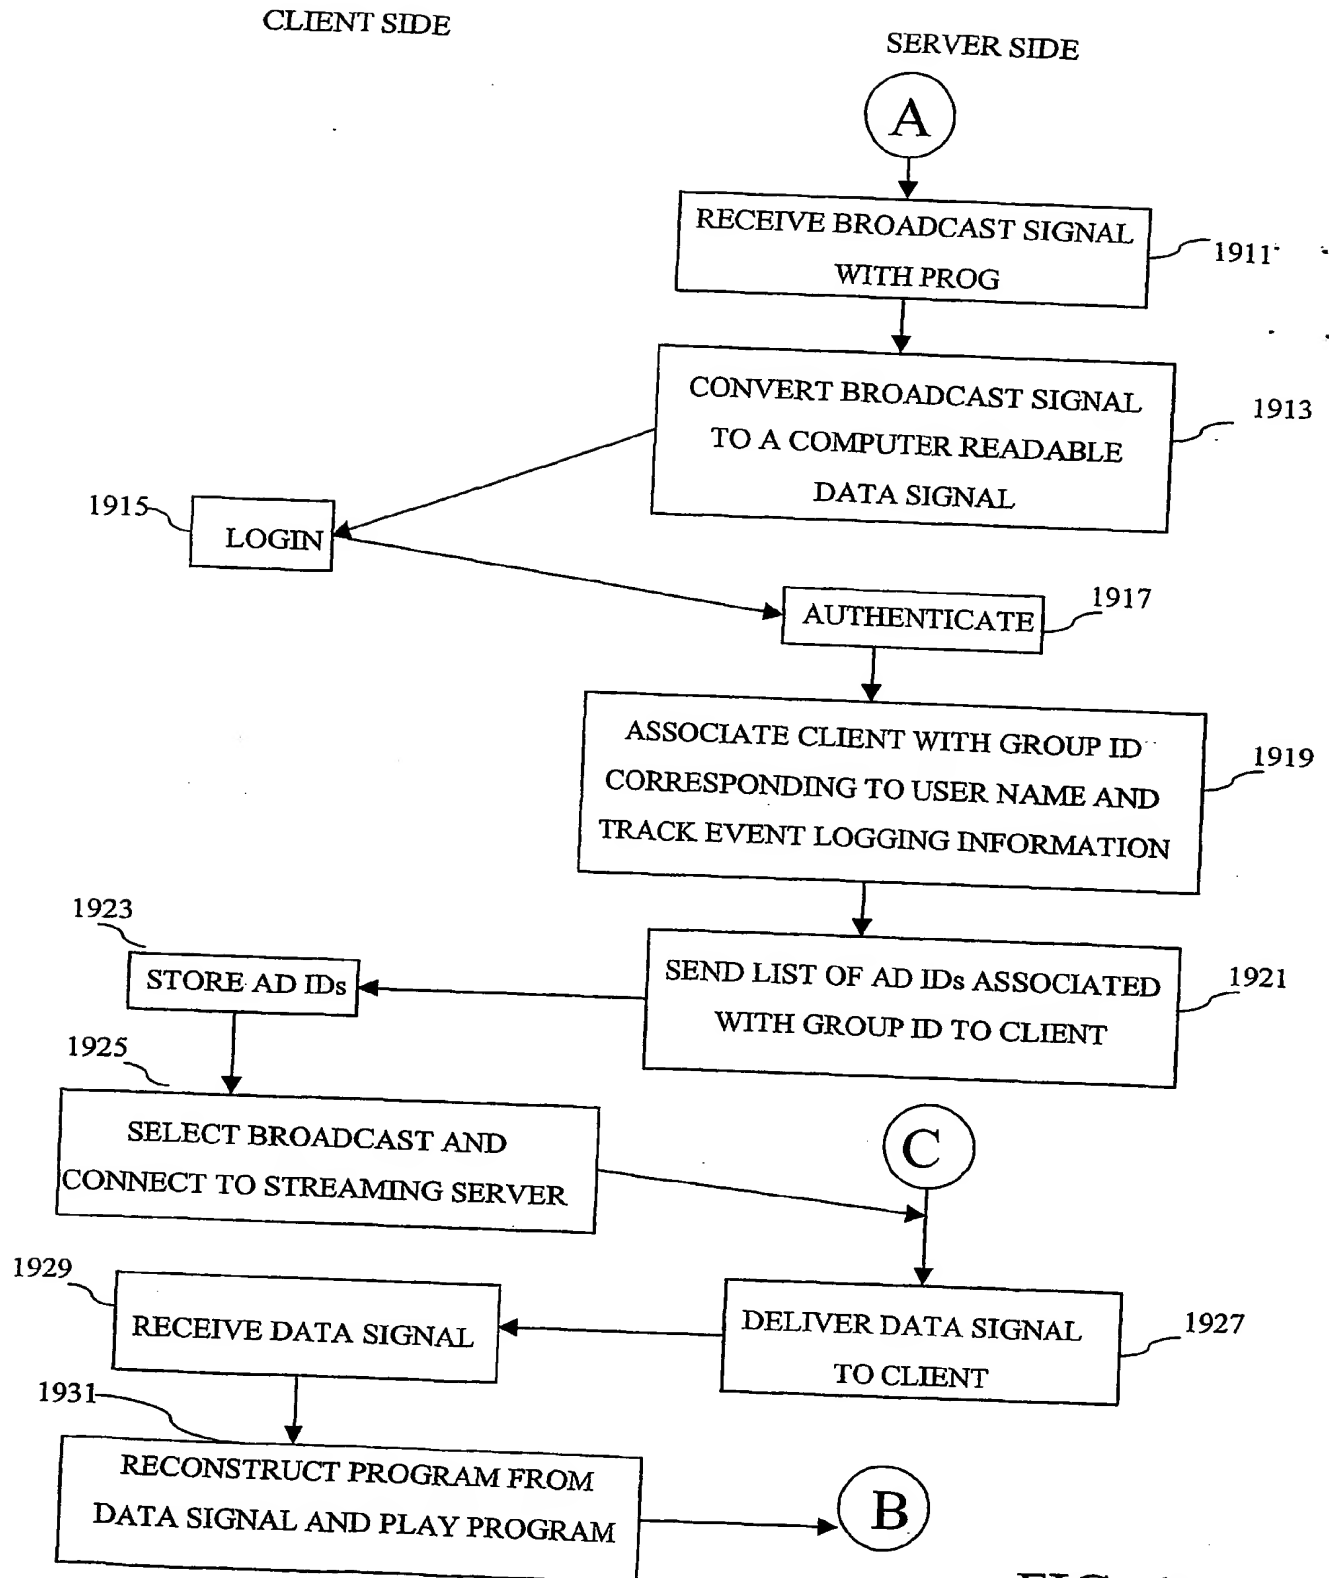 CLIENT SIDE
SERVER SIDE
A
RECEIVE BROADCAST SIGNAL
WITH PROG
1911
CONVERT BROADCAST SIGNAL
TO A COMPUTER READABLE
DATA SIGNAL
1913
1915
LOGIN
AUTHENTICATE
1917
ASSOCIATE CLIENT WITH GROUP ID
CORRESPONDING TO USER NAME AND
TRACK EVENT LOGGING INFORMATION
1919
1923
STORE AD IDs
SEND LIST OF AD IDs ASSOCIATED
WITH GROUP ID TO CLIENT
1921
1925
SELECT BROADCAST AND
CONNECT TO STREAMING SERVER
C
1929
RECEIVE DATA SIGNAL
DELIVER DATA SIGNAL
TO CLIENT
1927
1931
RECONSTRUCT PROGRAM FROM
DATA SIGNAL AND PLAY PROGRAM
B